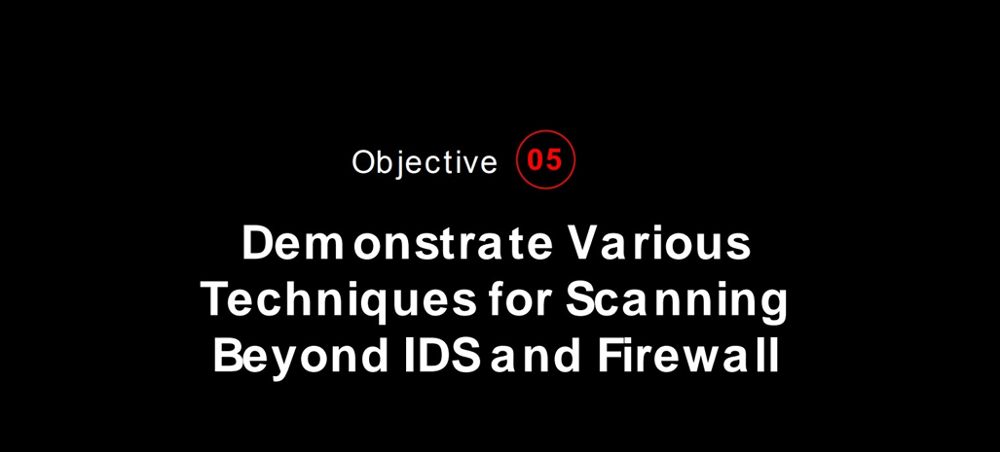 Objective 05
Demonstrate Various
Techniques for Scanning
Beyond IDS and Firewall